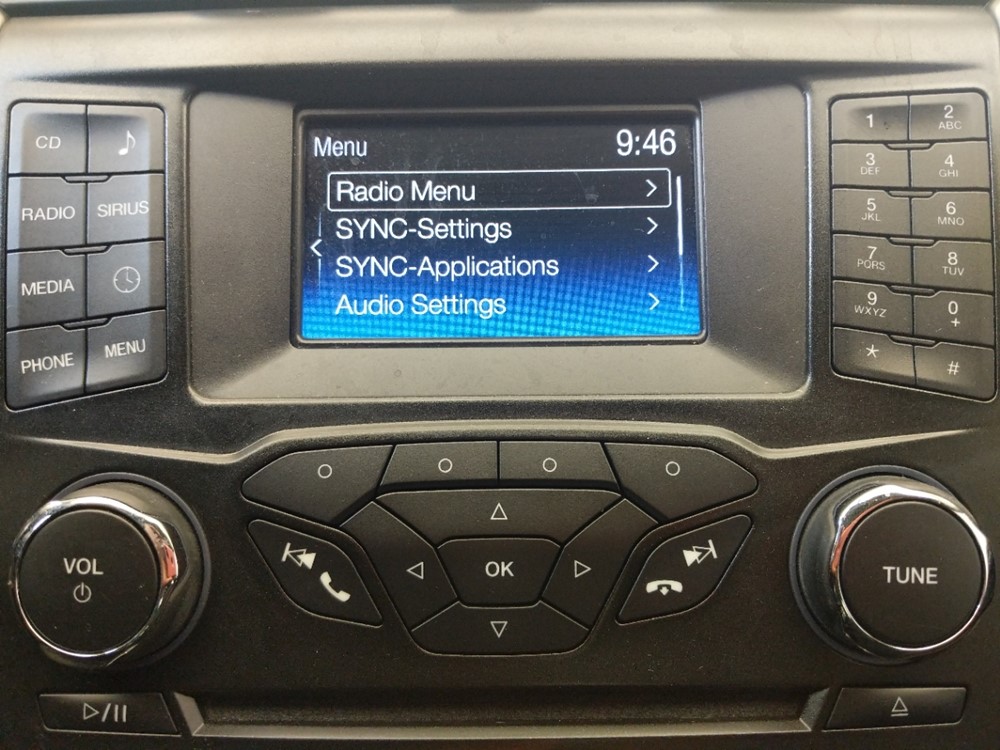 Menu 9:46
Radio Menu >
SYNC-Settings >
SYNC-Applications >
Audio Settings >
<
CD
RADIO SIRIUS
MEDIA
PHONE MENU
1 2 ABC
3 DEF 4 GHI
5 JKL 6 MNO
7 PQRS 8 TUV
9 WXYZ 0 +
* #
VOL
OK
TUNE